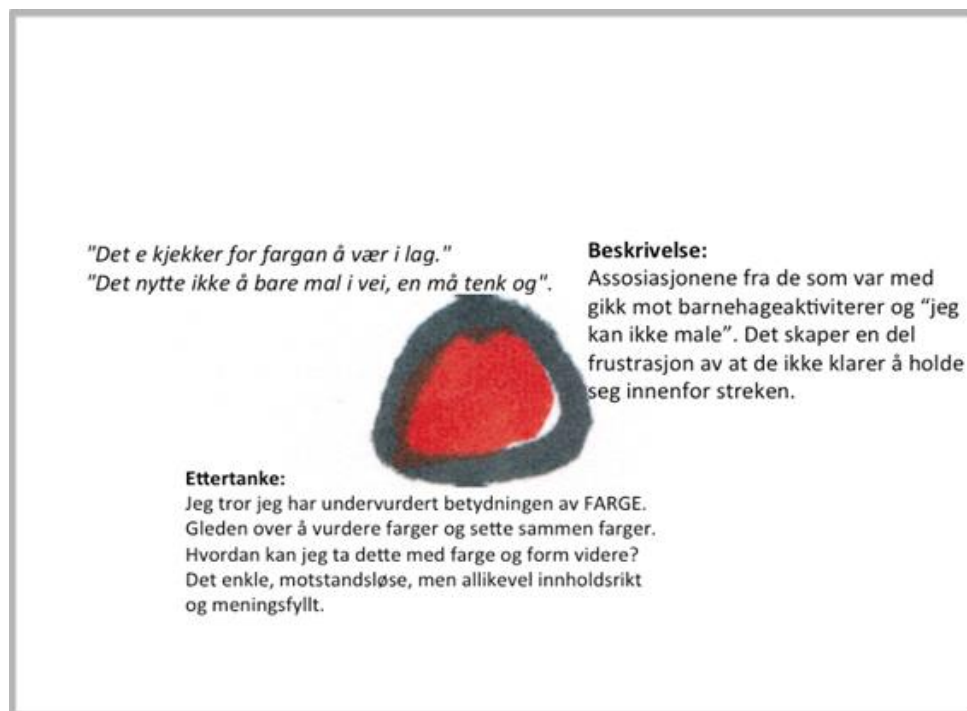 "Det e kjekker for fargan å vær i lag."
"Det nytte ikke å bare mal i vei, en må tenk og".
Beskrivelse:
Assosiasjonene fra de som var med
gikk mot barnehageaktiviterer og “jeg
kan ikke male”. Det skaper en del
frustrasjon av at de ikke klarer å holde
seg innenfor streken.
Ettertanke:
Jeg tror jeg har undervurdert betydningen av FARGE.
Gleden over å vurdere farger og sette sammen farger.
Hvordan kan jeg ta dette med farge og form videre?
Det enkle, motstandsløse, men allikevel innholdsrikt
og meningsfyllt.